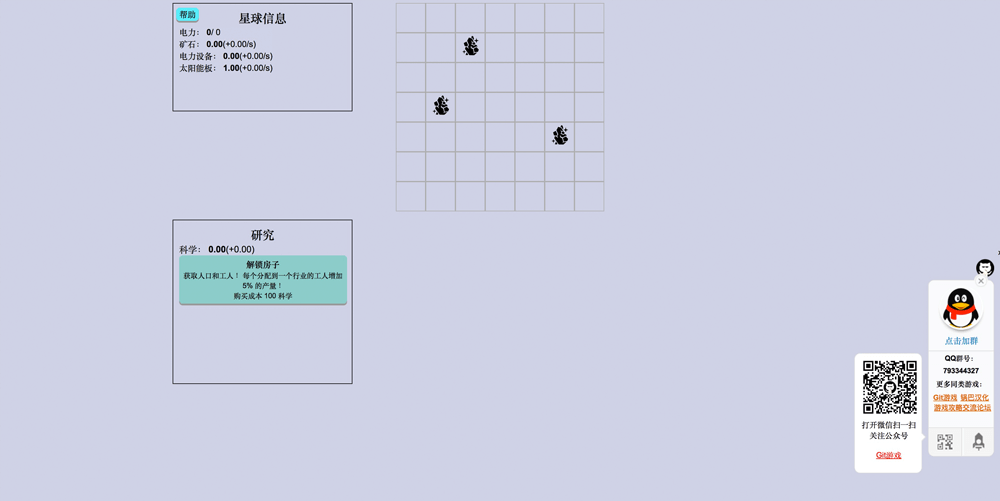 帮助
星球信息
电力： 0/ 0
矿石： 0.00(+0.00/s)
电力设备： 0.00(+0.00/s)
太阳能板： 1.00(+0.00/s)
研究
科学： 0.00(+0.00)
解锁房子
获取人口和工人！ 每个分配到一个行业的工人增加
5% 的产量！
购买成本 100 科学
点击加群
QQ群号：
793344327
更多同类游戏：
Git游戏 锅巴汉化
游戏攻略交流论坛
打开微信扫一扫
关注公众号
Git游戏